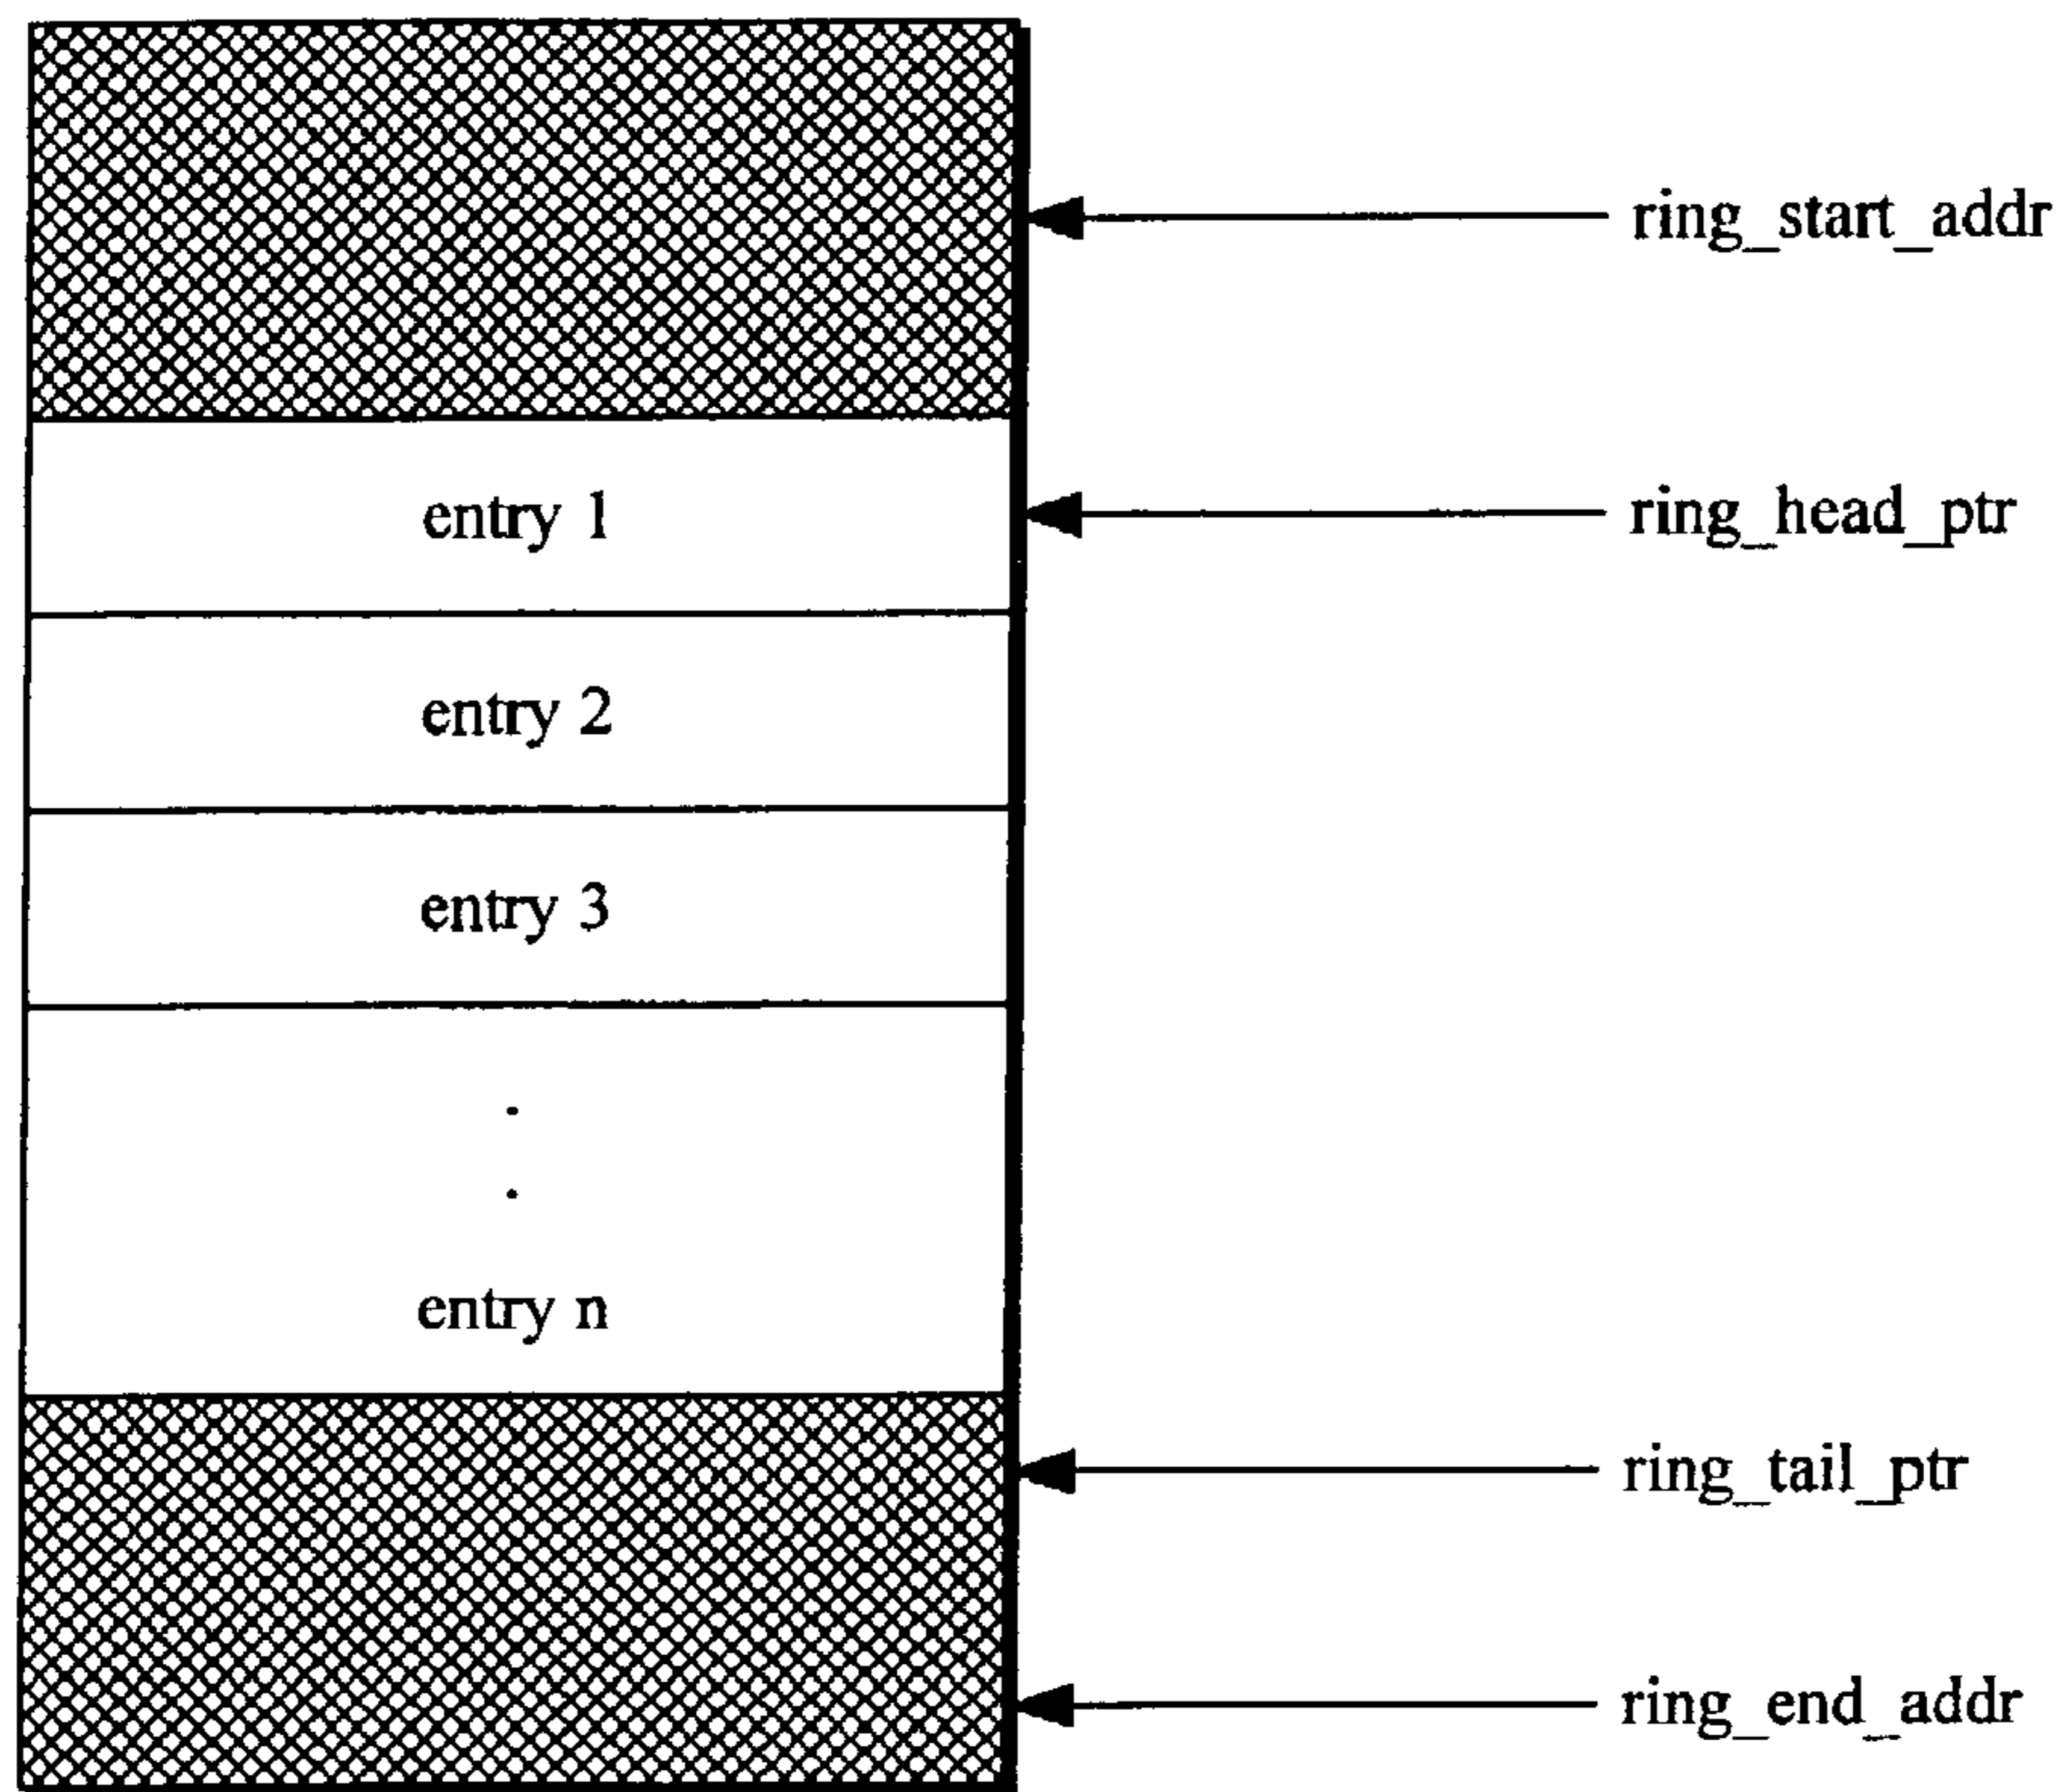 ring_start_addr
entry 1
ring_head_ptr
entry 2
entry 3
.
.
entry n
ring_tail_ptr
ring_end_addr